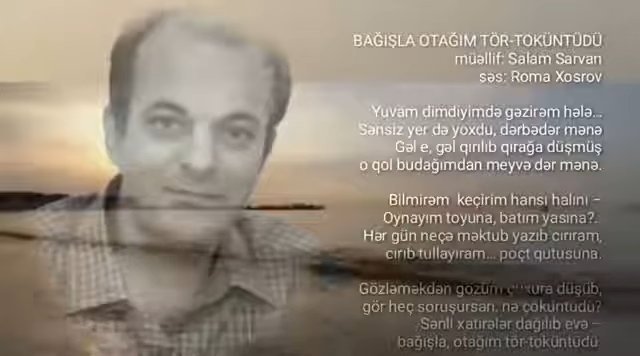 BAĞIŞLA OTAĞIM TÖR-TOKÜNTÜDÜ
müəllif: Salam Sarvan
səs: Roma Xosrov
Yuvam dimdiyimdə gəzirəm hələ...
Sənsiz yer də yoxdu, dərbədər mənə
Gəl e, gəl qırılıb qırağa düşmüş
o qol budağımdan meyvə dər mənə.
Bilmirəm keçirim hansı halını –
Oynayım toyuna, batım yasına?.
Hər gün neçə məktub yazıb cırıram,
cırıb tullayıram... poçt qutusuna.
Gözləməkdən gözüm çuxura düşüb,
gör heç soruşursan. nə çöküntüdü?
Sənli xatirələr dağılıb evə –
bağışla, otağım tör-töküntüdü